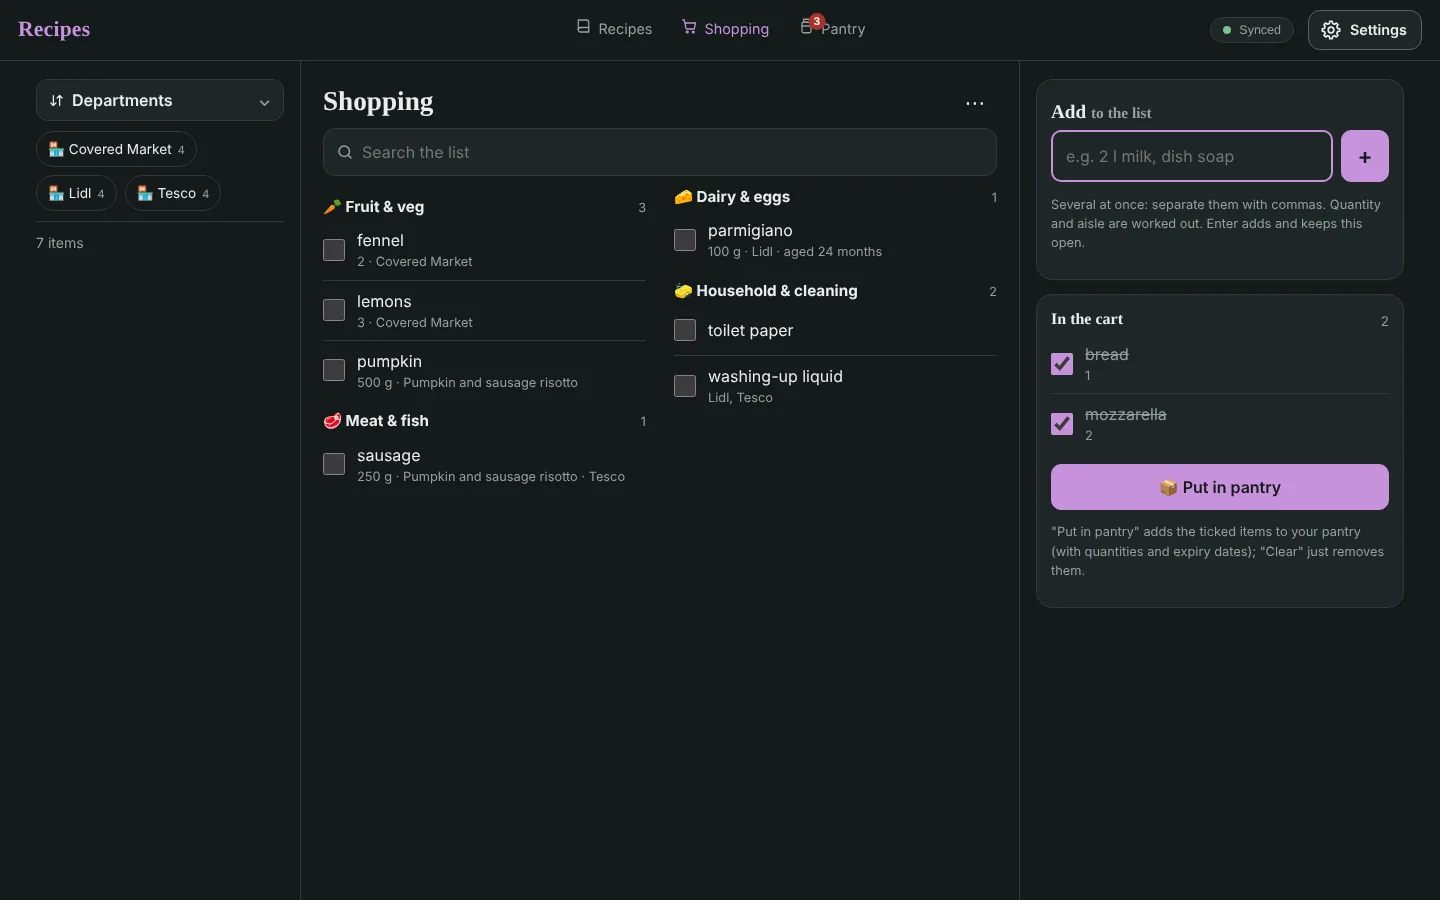 Recipes
Recipes
Shopping
3
Pantry
Synced
Settings
Departments
Covered Market 4
Lidl 4
Tesco 4
7 items
Shopping
...
Search the list
Fruit & veg 3
fennel
2 · Covered Market
lemons
3 · Covered Market
pumpkin
500 g · Pumpkin and sausage risotto
Meat & fish 1
sausage
250 g · Pumpkin and sausage risotto · Tesco
Dairy & eggs 1
parmigiano
100 g · Lidl · aged 24 months
Household & cleaning 2
toilet paper
washing-up liquid
Lidl, Tesco
Add to the list
e.g. 2 l milk, dish soap
+
Several at once: separate them with commas. Quantity
and aisle are worked out. Enter adds and keeps this
open.
In the cart 2
bread
1
mozzarella
2
Put in pantry
"Put in pantry" adds the ticked items to your pantry
(with quantities and expiry dates); "Clear" just removes
them.